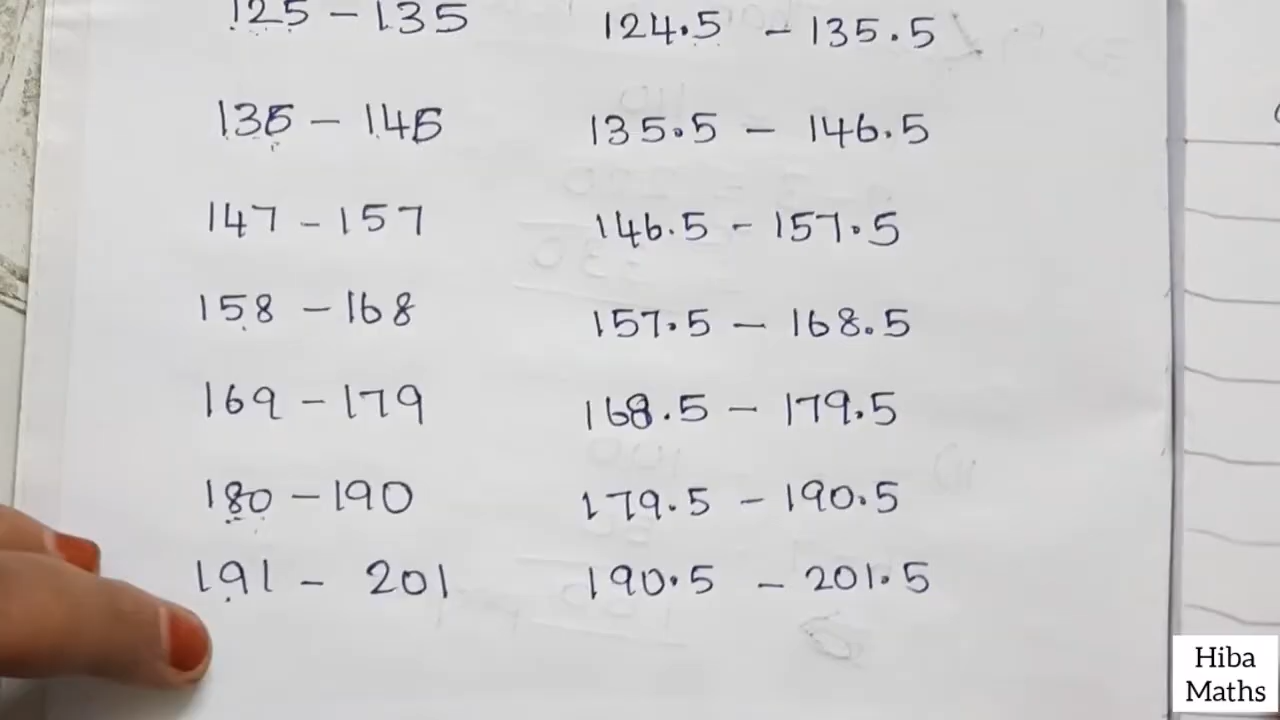 125 - 135 124.5 - 135.5
136 - 146 135.5 - 146.5
147 - 157 146.5 - 157.5
158 - 168 157.5 - 168.5
169 - 179 168.5 - 179.5
180 - 190 179.5 - 190.5
191 - 201 190.5 - 201.5
Hiba
Maths